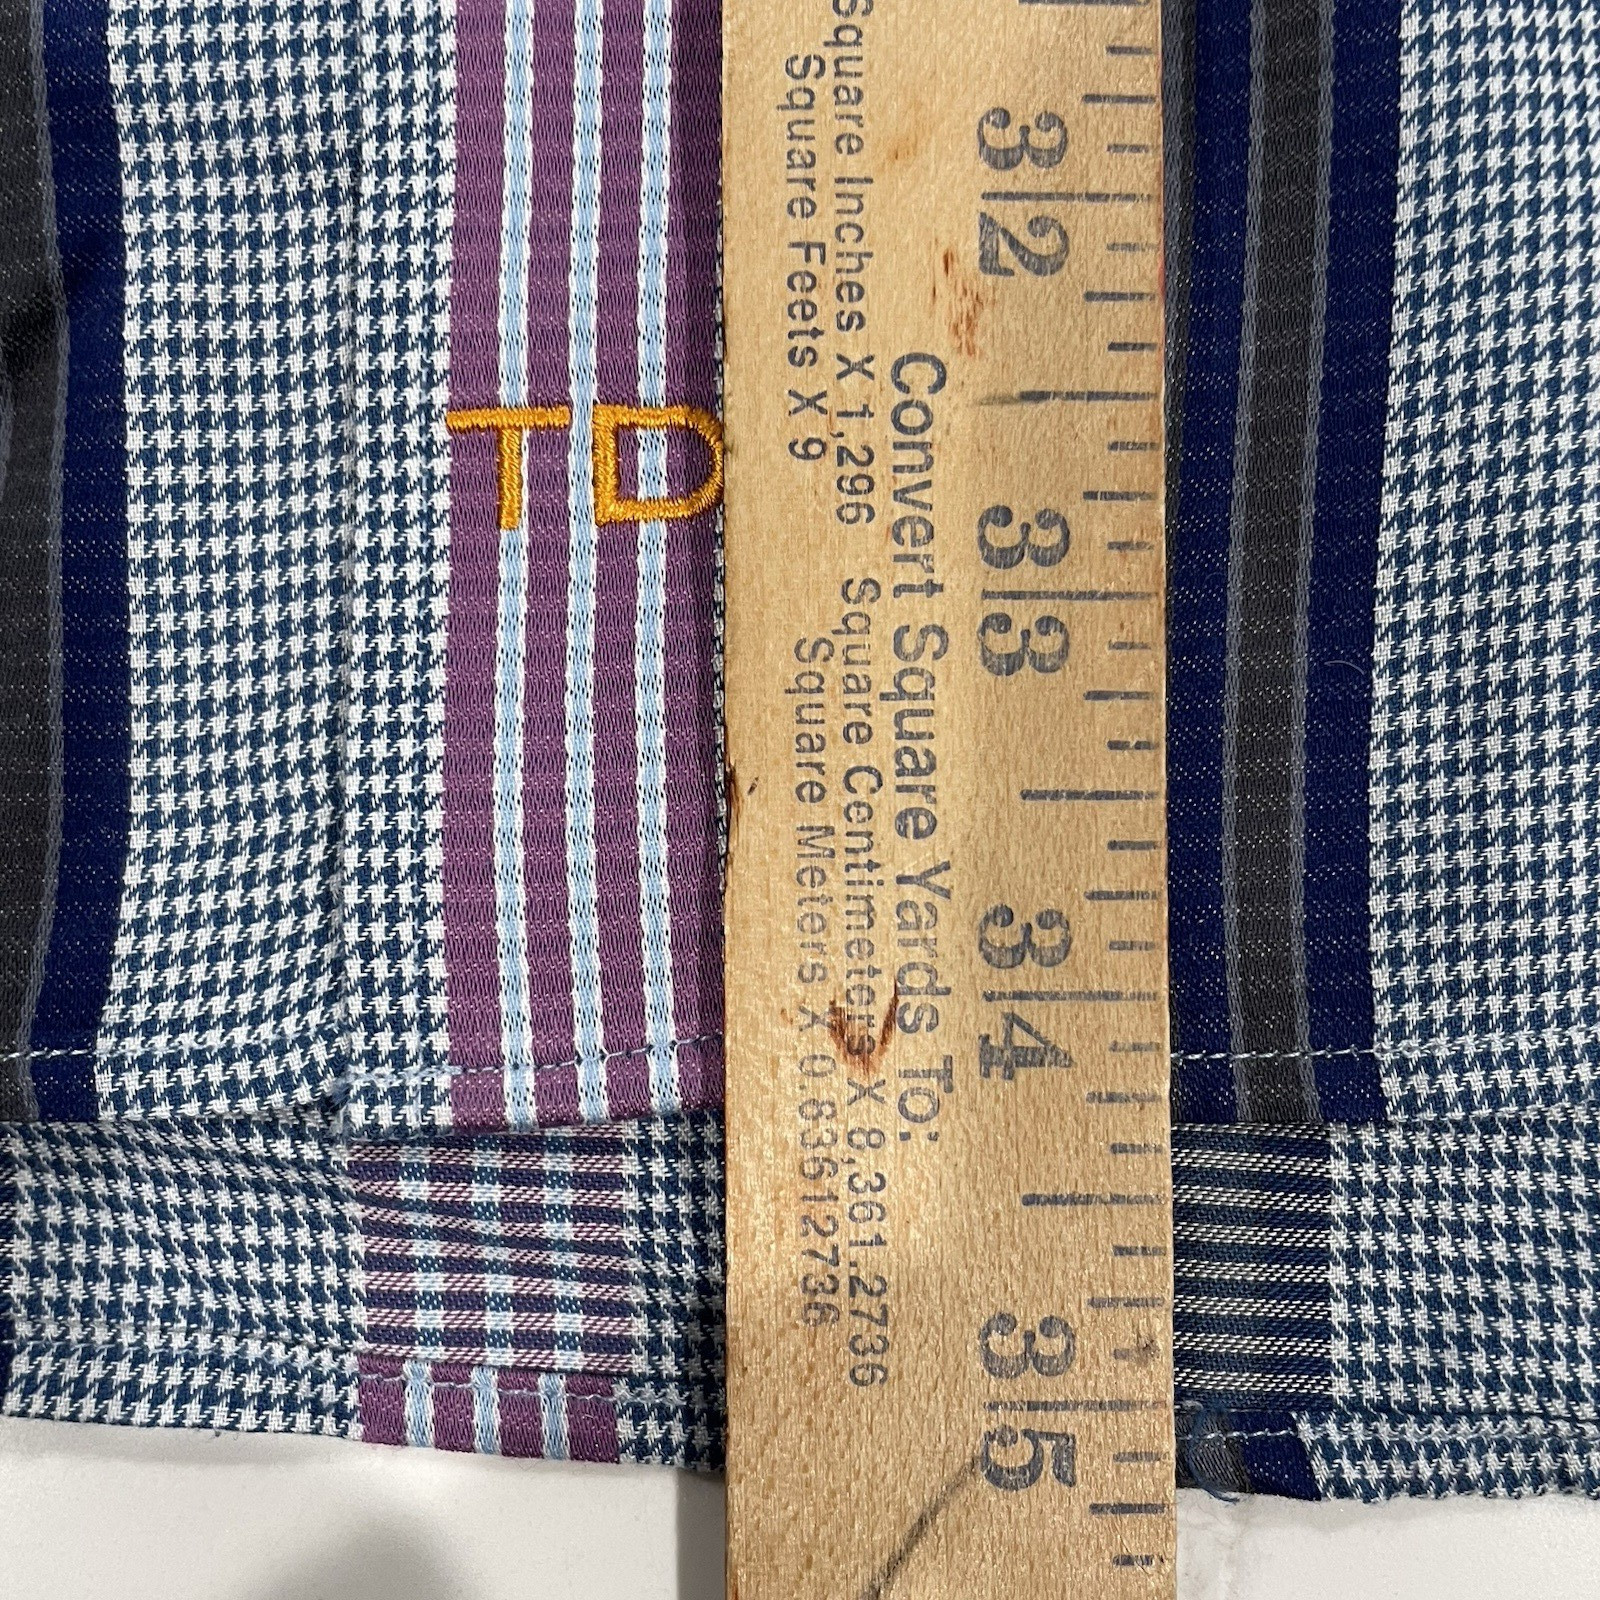 TD
Convert Square Yards To:
Square Inches X 1,296 Square Centimeters X 8,361.2736
Square Feets X 9 Square Meters X 0.83612736
32
33
34
35